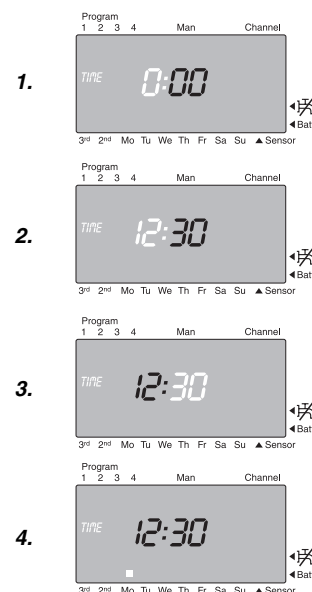 Program
1 2 3 4 Man Channel
1.
TIME 0:00
Batt
3rd 2nd Mo Tu We Th Fr Sa Su ▲ Sensor
Program
1 2 3 4 Man Channel
2.
TIME 12:30
3rd 2nd Mo Tu We Th Fr Sa Su ▲ Sensor
Program
1 2 3 4 Man Channel
3.
TIME 12:30
3rd 2nd Mo Tu We Th Fr Sa Su ▲ Sensor
Program
1 2 3 4 Man Channel
4.
TIME 12:30
3rd 2nd Mo Tu We Th Fr Sa Su ▲ Sensor